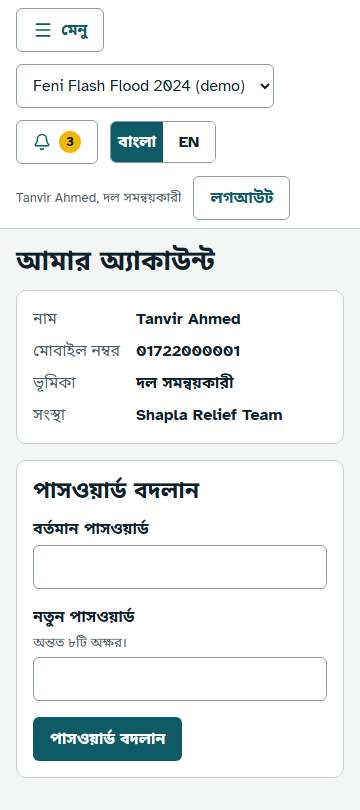 মেনু
Feni Flash Flood 2024 (demo)
3
বাংলা EN
Tanvir Ahmed, দল সমন্বয়কারী লগআউট
আমার অ্যাকাউন্ট
নাম Tanvir Ahmed
মোবাইল নম্বর 01722000001
ভূমিকা দল সমন্বয়কারী
সংস্থা Shapla Relief Team
পাসওয়ার্ড বদলান
বর্তমান পাসওয়ার্ড
নতুন পাসওয়ার্ড
অন্তত ৮টি অক্ষর।
পাসওয়ার্ড বদলান